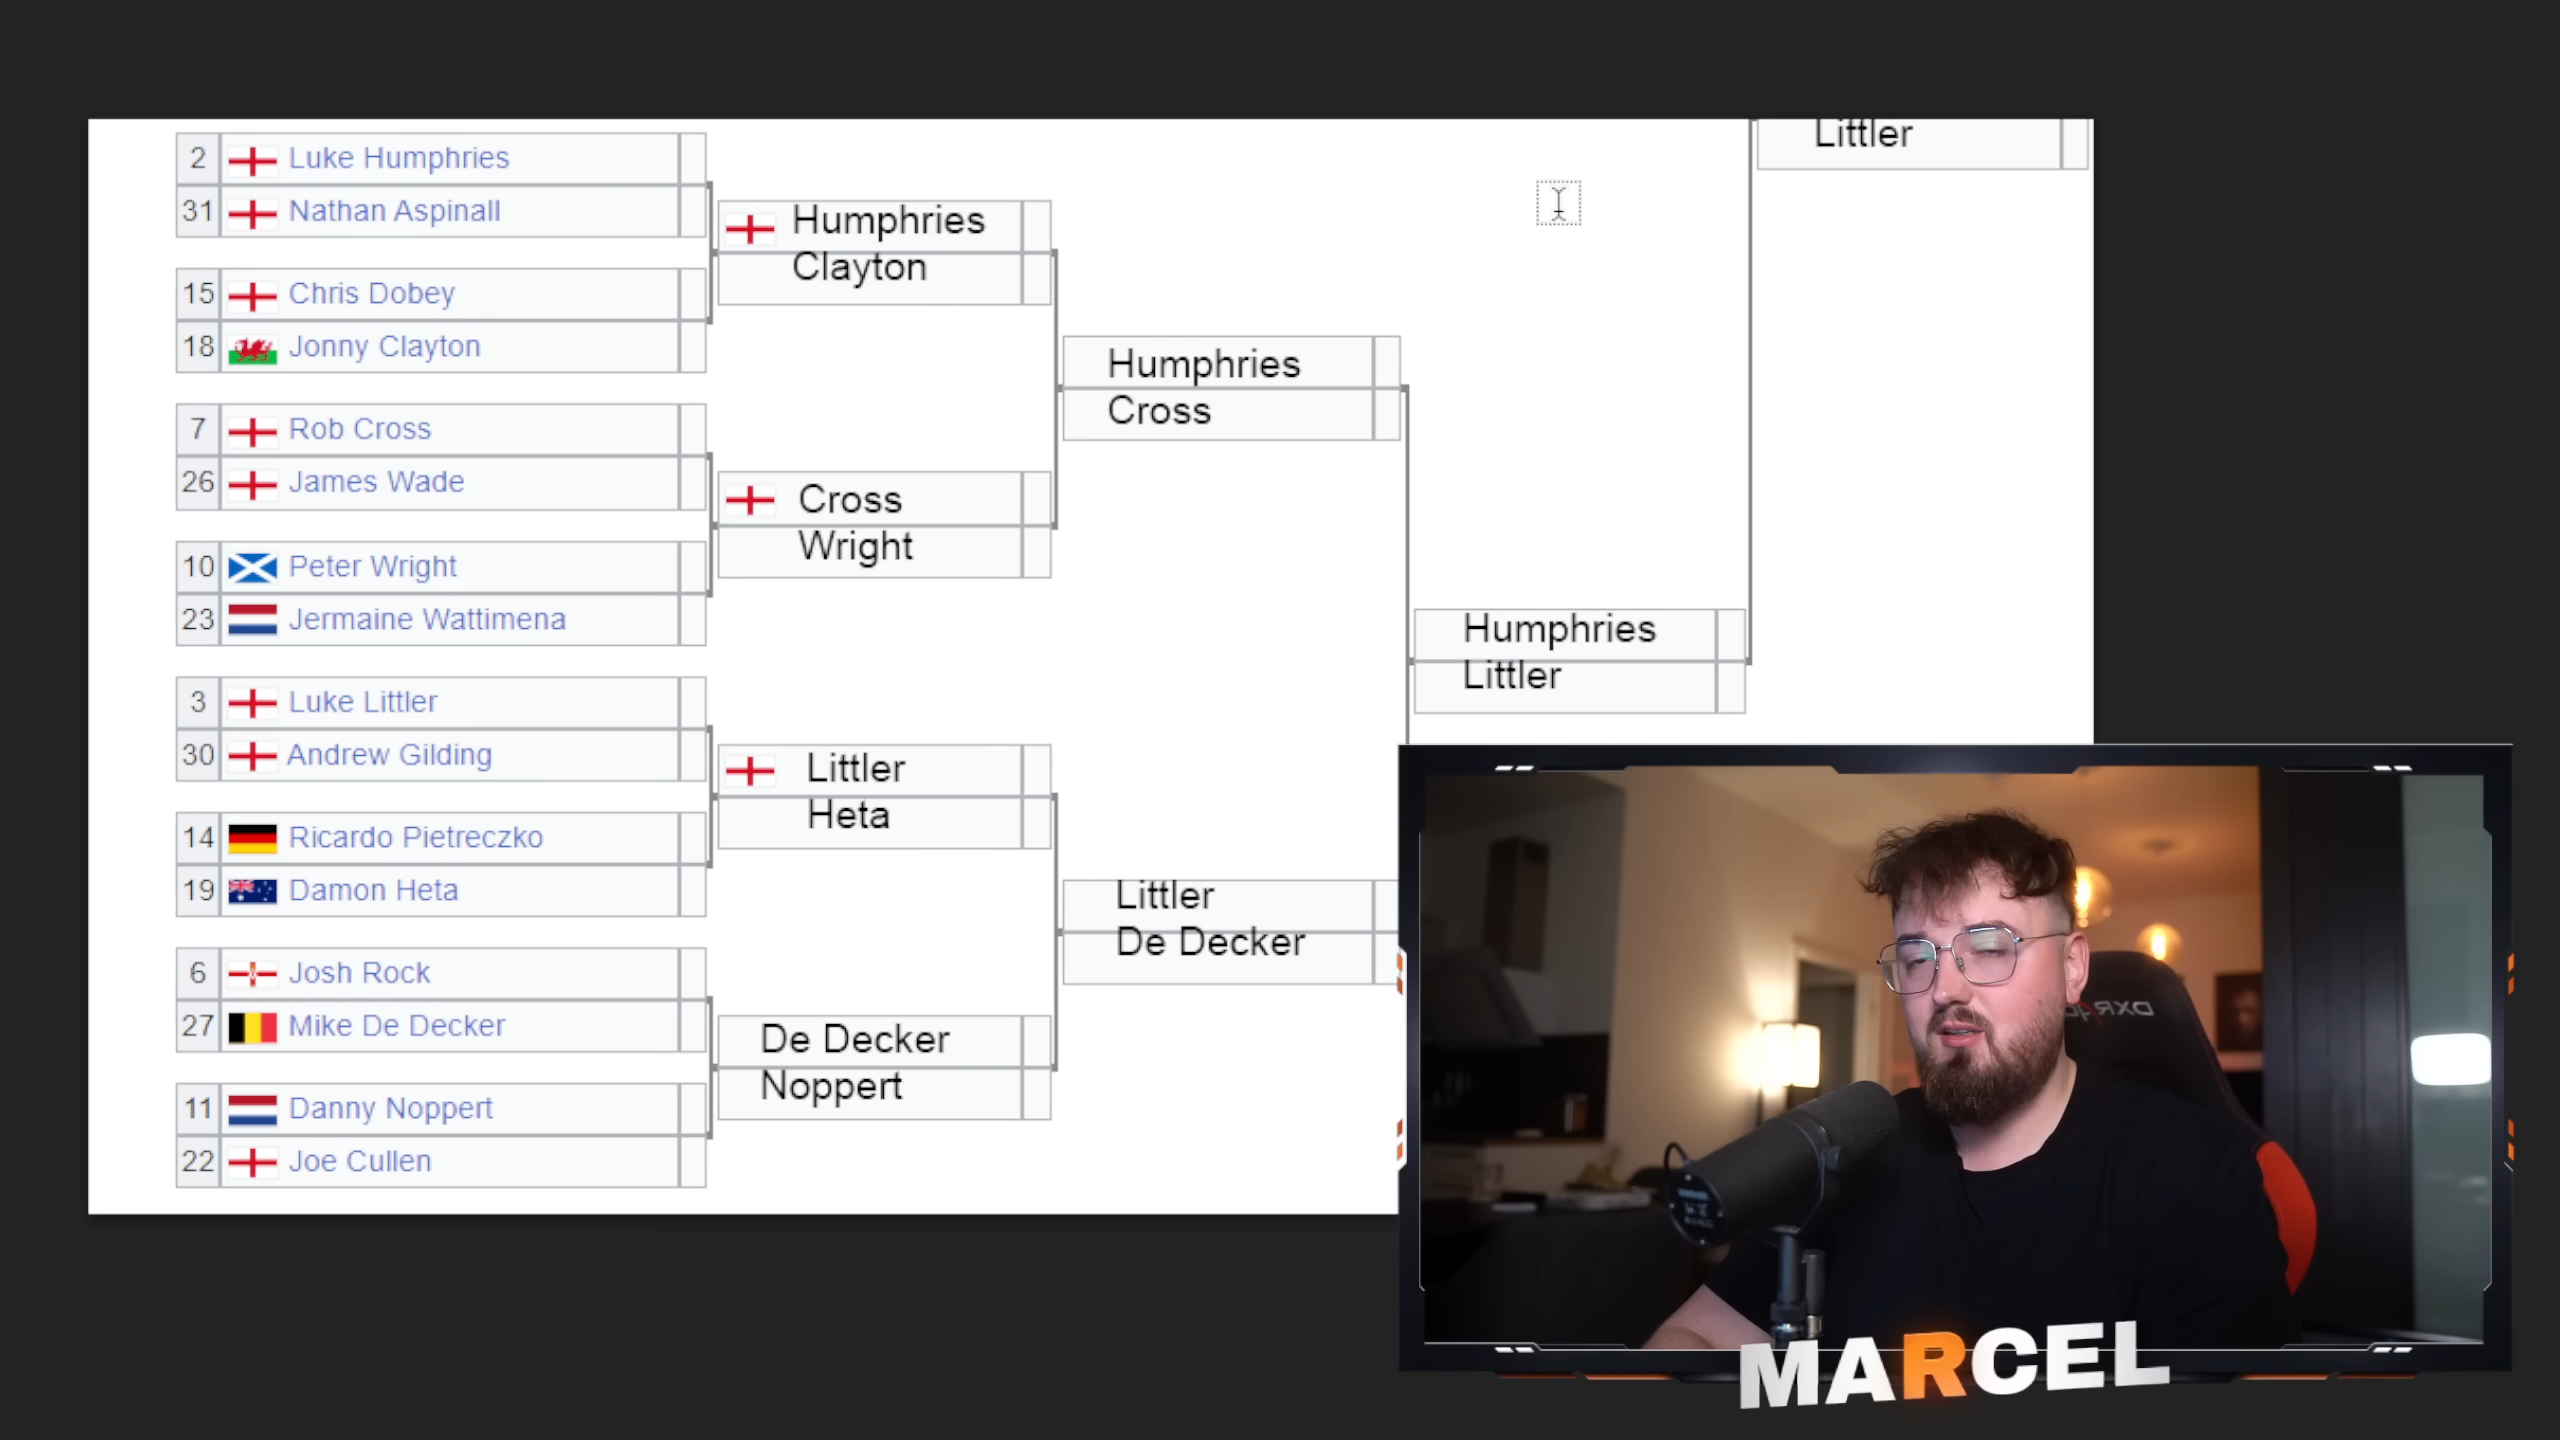 2 Luke Humphries
31 Nathan Aspinall
15 Chris Dobey
18 Jonny Clayton
7 Rob Cross
26 James Wade
10 Peter Wright
23 Jermaine Wattimena
3 Luke Littler
30 Andrew Gilding
14 Ricardo Pietreczko
19 Damon Heta
6 Josh Rock
27 Mike De Decker
11 Danny Noppert
22 Joe Cullen
Humphries
Clayton
Cross
Wright
Littler
Heta
De Decker
Noppert
Humphries
Cross
Littler
De Decker
Humphries
Littler
Littler
MARCEL